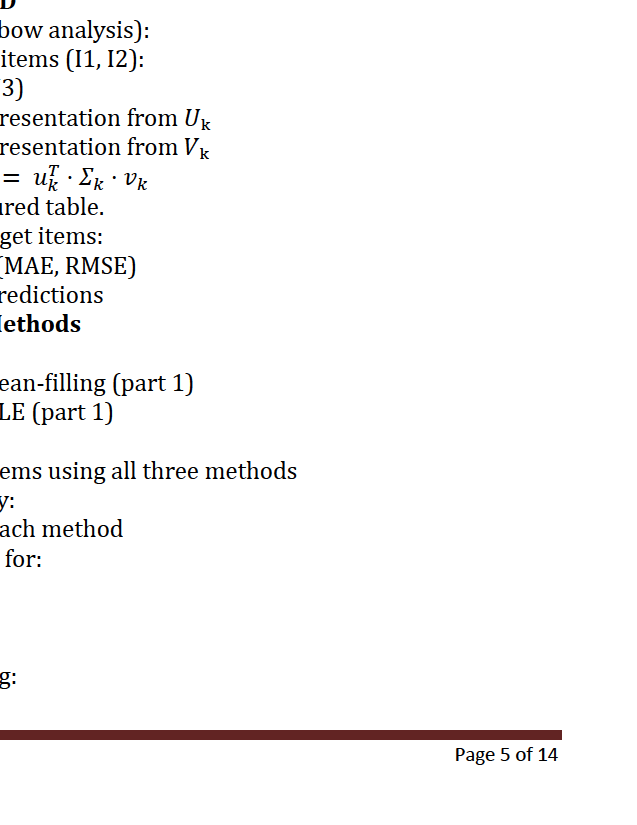 D
bow analysis):
items (I1, I2):
3)
resentation from Uₖ
resentation from Vₖ
= uₖᵀ · Σₖ · vₖ
ured table.
get items:
(MAE, RMSE)
redictions
Methods
ean-filling (part 1)
LE (part 1)
ems using all three methods
y:
ach method
for:
g:
Page 5 of 14